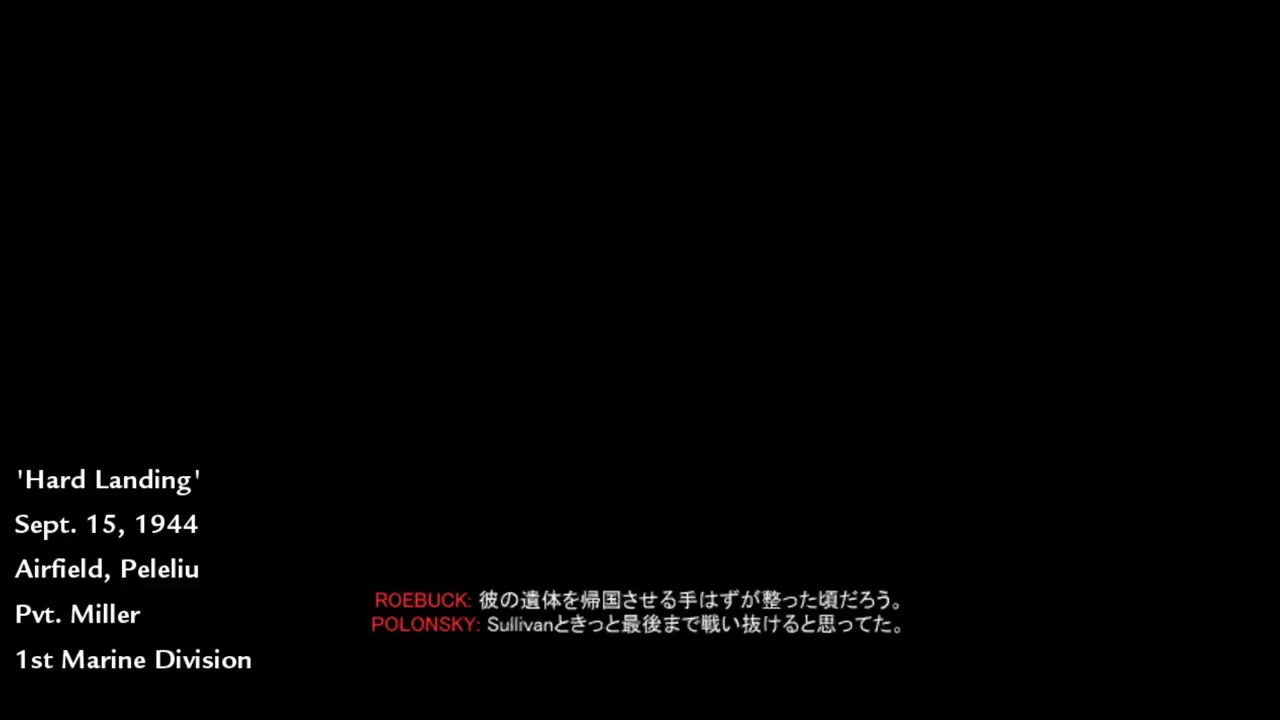 'Hard Landing'
Sept. 15, 1944
Airfield, Peleliu
Pvt. Miller
1st Marine Division
ROEBUCK: 彼の遺体を帰国させる手はずが整った頃だろう。
POLONSKY: Sullivanときっと最後まで戦い抜けると思ってた。